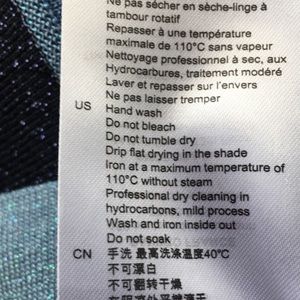 Ne pas sécher en sèche-linge à
tambour rotatif
Repasser à une température
maximale de 110°C sans vapeur
Nettoyage professionnel à sec, aux
Hydrocarbures, traitement modéré
Laver et repasser sur l'envers
Ne pas laisser tremper
US Hand wash
Do not bleach
Do not tumble dry
Drip flat drying in the shade
Iron at a maximum temperature of
110°C without steam
Professional dry cleaning in
hydrocarbons, mild process
Wash and iron inside out
Do not soak
CN 手洗 最高洗涤温度40°C
不可漂白
不可翻转干燥